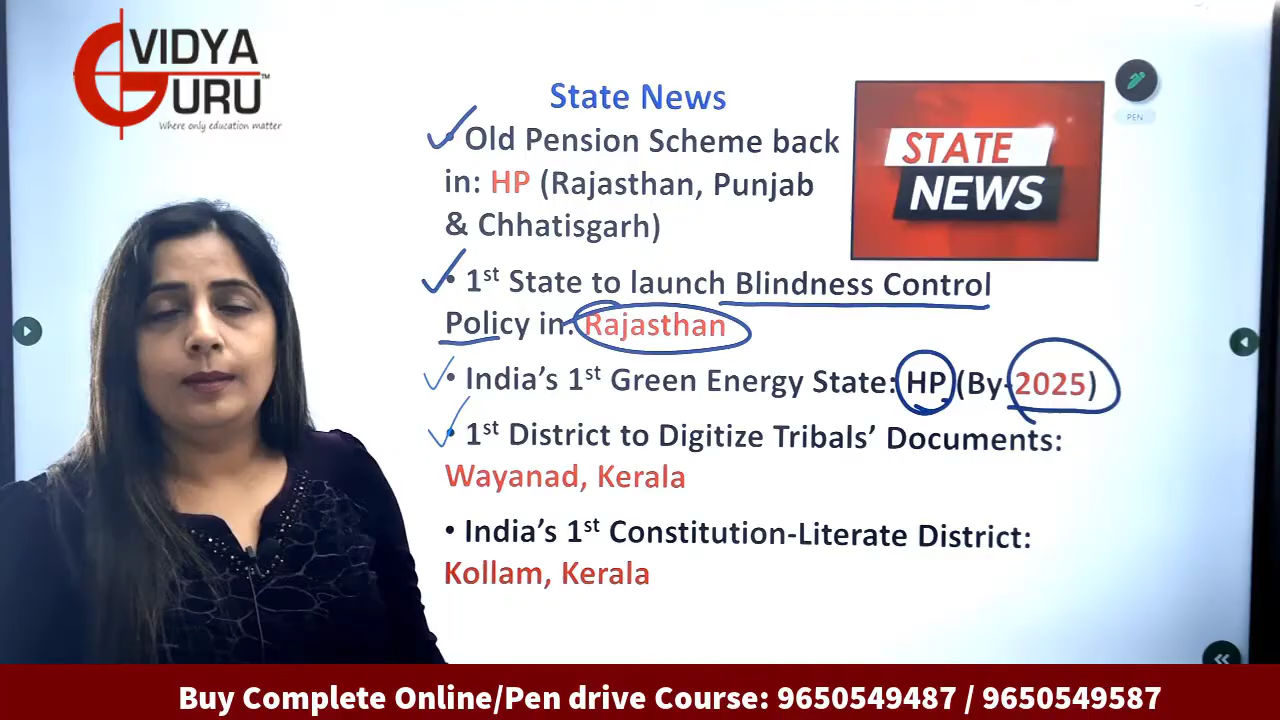 VIDYA
GURU™
Where only education matter
State News
• Old Pension Scheme back
in: HP (Rajasthan, Punjab
& Chhatisgarh)
STATE
NEWS
PEN
• 1st State to launch Blindness Control
Policy in: Rajasthan
• India's 1st Green Energy State: HP (By-2025)
• 1st District to Digitize Tribals' Documents:
Wayanad, Kerala
• India's 1st Constitution-Literate District:
Kollam, Kerala
Buy Complete Online/Pen drive Course: 9650549487 / 9650549587